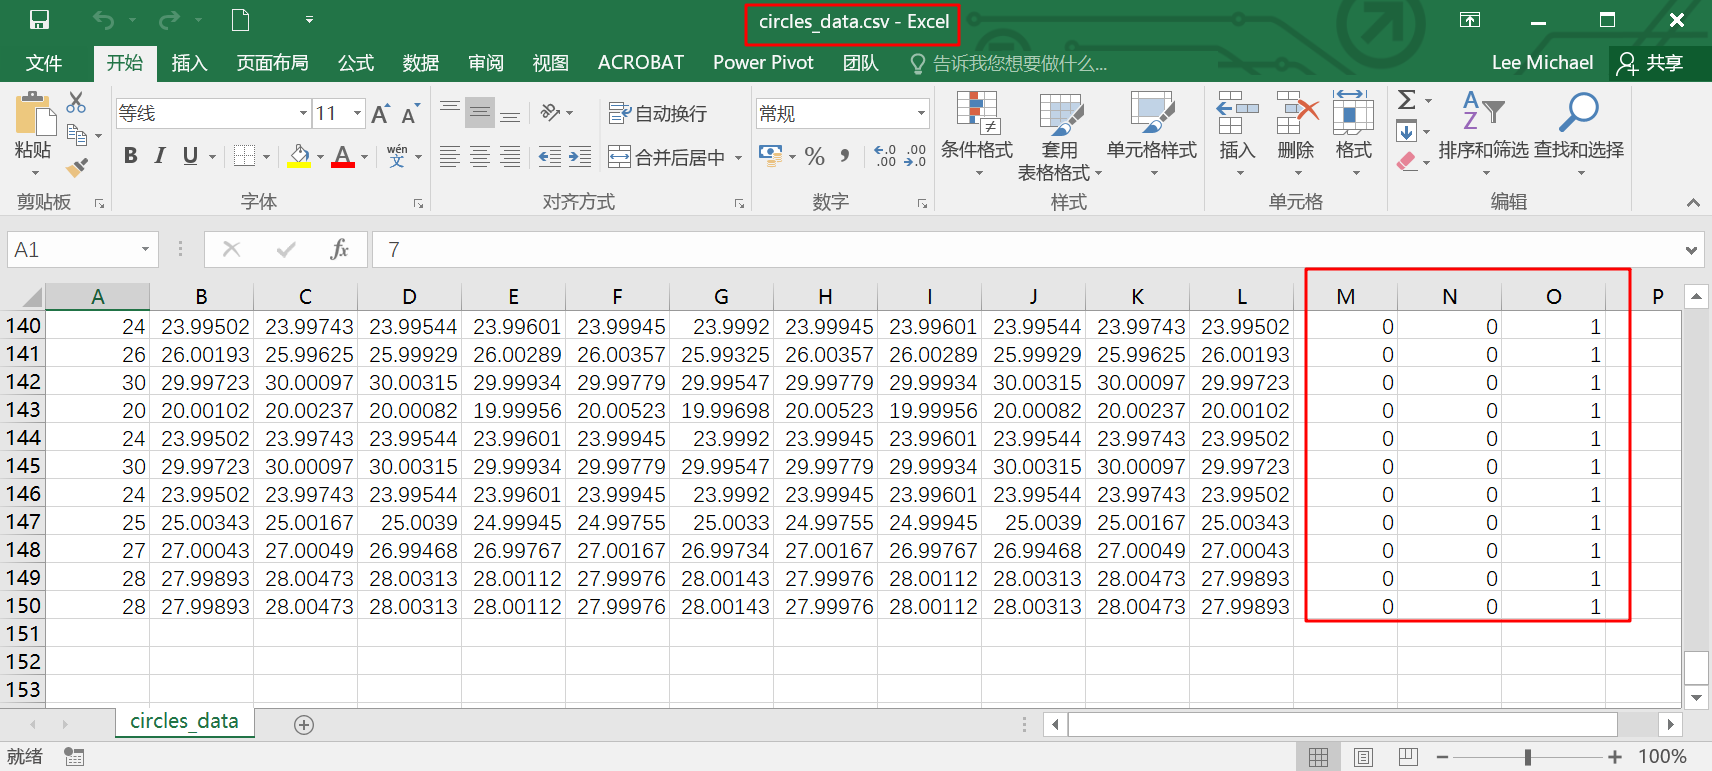 circles_data.csv - Excel
文件 开始 插入 页面布局 公式 数据 审阅 视图 ACROBAT Power Pivot 团队 告诉我您想要做什么... Lee Michael 共享
等线 11 A A 自动换行 常规
粘贴 B I U A wén 文 合并后居中 % , .0 .00 .00 .0 条件格式 套用 表格格式 单元格样式 插入 删除 格式 Σ A Z 排序和筛选 查找和选择
剪贴板 字体 对齐方式 数字 样式 单元格 编辑
A1 fx 7
A B C D E F G H I J K L M N O P
140 24 23.99502 23.99743 23.99544 23.99601 23.99945 23.9992 23.99945 23.99601 23.99544 23.99743 23.99502 0 0 1
141 26 26.00193 25.99625 25.99929 26.00289 26.00357 25.99325 26.00357 26.00289 25.99929 25.99625 26.00193 0 0 1
142 30 29.99723 30.00097 30.00315 29.99934 29.99779 29.99547 29.99779 29.99934 30.00315 30.00097 29.99723 0 0 1
143 20 20.00102 20.00237 20.00082 19.99956 20.00523 19.99698 20.00523 19.99956 20.00082 20.00237 20.00102 0 0 1
144 24 23.99502 23.99743 23.99544 23.99601 23.99945 23.9992 23.99945 23.99601 23.99544 23.99743 23.99502 0 0 1
145 30 29.99723 30.00097 30.00315 29.99934 29.99779 29.99547 29.99779 29.99934 30.00315 30.00097 29.99723 0 0 1
146 24 23.99502 23.99743 23.99544 23.99601 23.99945 23.9992 23.99945 23.99601 23.99544 23.99743 23.99502 0 0 1
147 25 25.00343 25.00167 25.0039 24.99945 24.99755 25.0033 24.99755 24.99945 25.0039 25.00167 25.00343 0 0 1
148 27 27.00043 27.00049 26.99468 26.99767 27.00167 26.99734 27.00167 26.99767 26.99468 27.00049 27.00043 0 0 1
149 28 27.99893 28.00473 28.00313 28.00112 27.99976 28.00143 27.99976 28.00112 28.00313 28.00473 27.99893 0 0 1
150 28 27.99893 28.00473 28.00313 28.00112 27.99976 28.00143 27.99976 28.00112 28.00313 28.00473 27.99893 0 0 1
151
152
153
circles_data
就绪 100%